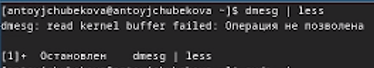 [antoyjchubekova@antoyjchubekova ~]$ dmesg | less
dmesg: read kernel buffer failed: Операция не позволена
[1]+  Остановлен    dmesg | less